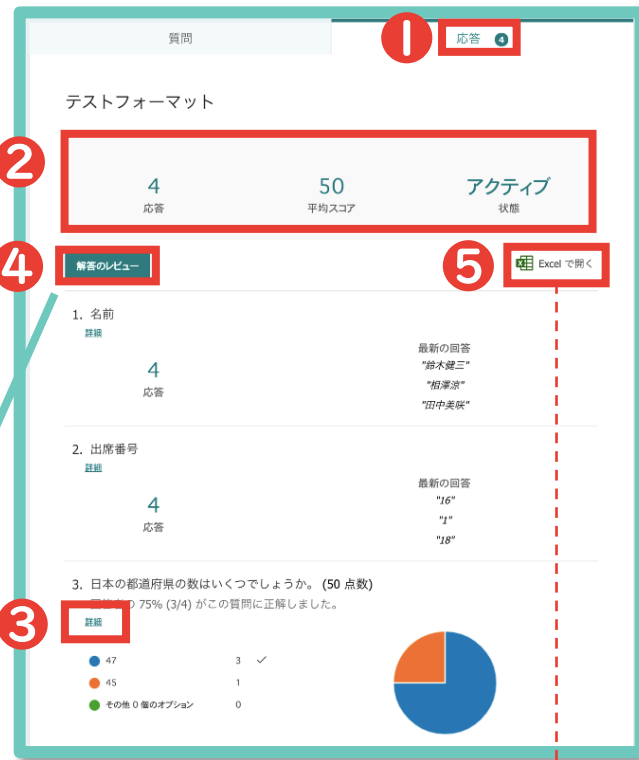 質問
1
応答 4
テストフォーマット
2
4
50
アクティブ
応答
平均スコア
状態
4
解答のレビュー
5
Excel で開く
1. 名前
詳細
最新の回答
4
"鈴木健三"
応答
"相澤涼"
"田中美咲"
2. 出席番号
詳細
最新の回答
4
"16"
応答
"1"
"18"
3. 日本の都道府県の数はいくつでしょうか。 (50 点数)
の 75% (3/4) がこの質問に正解しました。
3
詳細
47 3 ✓
45 1
その他 0 個のオプション 0